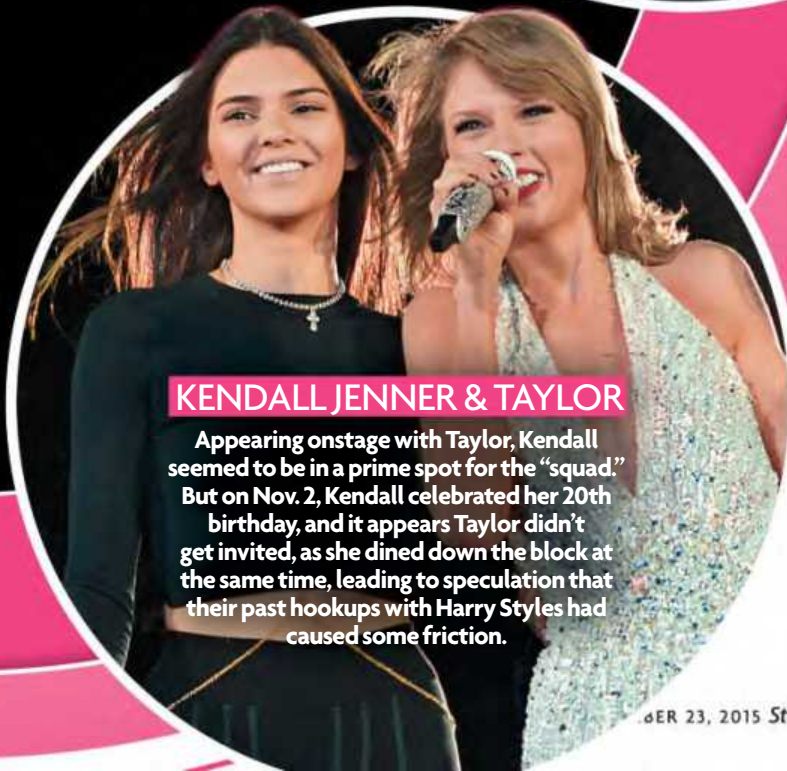 KENDALL JENNER & TAYLOR
Appearing onstage with Taylor, Kendall
seemed to be in a prime spot for the “squad.”
But on Nov. 2, Kendall celebrated her 20th
birthday, and it appears Taylor didn’t
get invited, as she dined down the block at
the same time, leading to speculation that
their past hookups with Harry Styles had
caused some friction.
BER 23, 2015 St